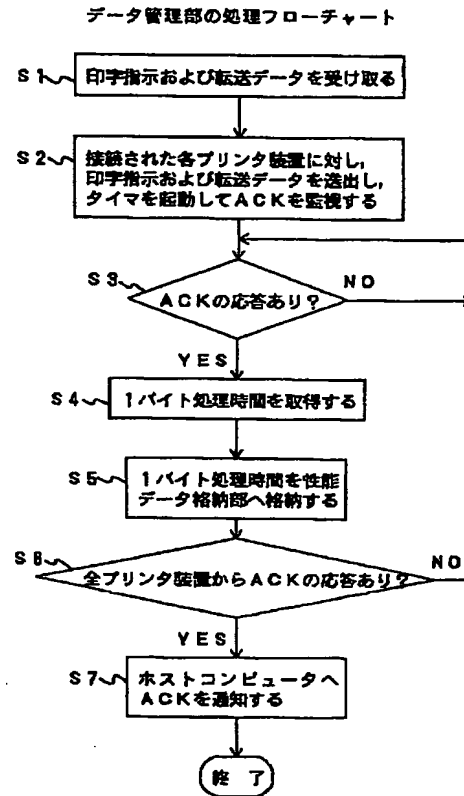 データ管理部の処理フローチャート
S1 印字指示および転送データを受け取る
S2 接続された各プリンタ装置に対し,
印字指示および転送データを送出し,
タイマを起動してACKを監視する
S3 ACKの応答あり?
NO
YES
S4 1バイト処理時間を取得する
S5 1バイト処理時間を性能
データ格納部へ格納する
S6 全プリンタ装置からACKの応答あり?
NO
YES
S7 ホストコンピュータへ
ACKを通知する
終 了